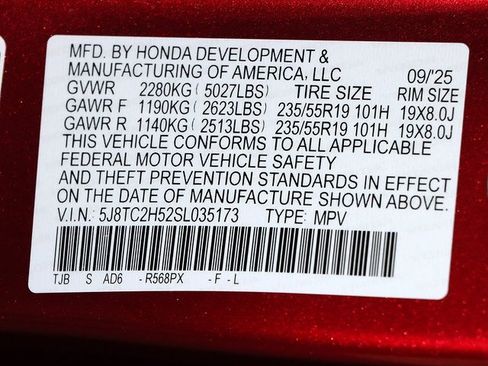 MFD. BY HONDA DEVELOPMENT &
MANUFACTURING OF AMERICA, LLC 09/'25
GVWR 2280KG ( 5027LBS) TIRE SIZE RIM SIZE
GAWR F 1190KG ( 2623LBS) 235/55R19 101H 19X8.0J
GAWR R 1140KG ( 2513LBS) 235/55R19 101H 19X8.0J
THIS VEHICLE CONFORMS TO ALL APPLICABLE
FEDERAL MOTOR VEHICLE SAFETY
AND THEFT PREVENTION STANDARDS IN EFFECT
ON THE DATE OF MANUFACTURE SHOWN ABOVE.
V.I.N.: 5J8TC2H52SL035173 TYPE: MPV
TJB S AD6 - R568PX - F - L